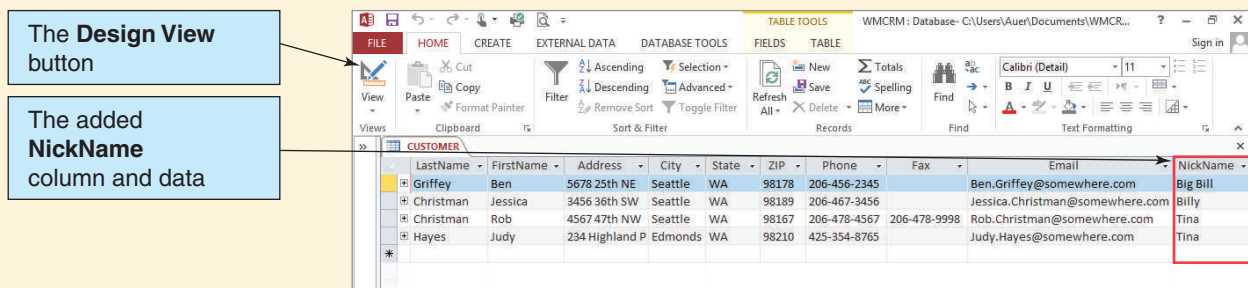 The Design View
button
The added
NickName
column and data
TABLE TOOLS WMCRM : Database- C:\Users\Auer\Documents\WMCR... ? – X
FILE HOME CREATE EXTERNAL DATA DATABASE TOOLS FIELDS TABLE Sign in
View
Views
Paste
Cut
Copy
Format Painter
Clipboard
Filter
Ascending
Descending
Remove Sort
Selection
Advanced
Toggle Filter
Sort & Filter
Refresh
All
New
Save
Delete
Totals
Spelling
More
Records
Find
Find
Calibri (Detail) 11
B I U
A
Text Formatting
CUSTOMER
LastName FirstName Address City State ZIP Phone Fax Email NickName
Griffey Ben 5678 25th NE Seattle WA 98178 206-456-2345 Ben.Griffey@somewhere.com Big Bill
Christman Jessica 3456 36th SW Seattle WA 98189 206-467-3456 Jessica.Christman@somewhere.com Billy
Christman Rob 4567 47th NW Seattle WA 98167 206-478-4567 206-478-9998 Rob.Christman@somewhere.com Tina
Hayes Judy 234 Highland P Edmonds WA 98210 425-354-8765 Judy.Hayes@somewhere.com Tina